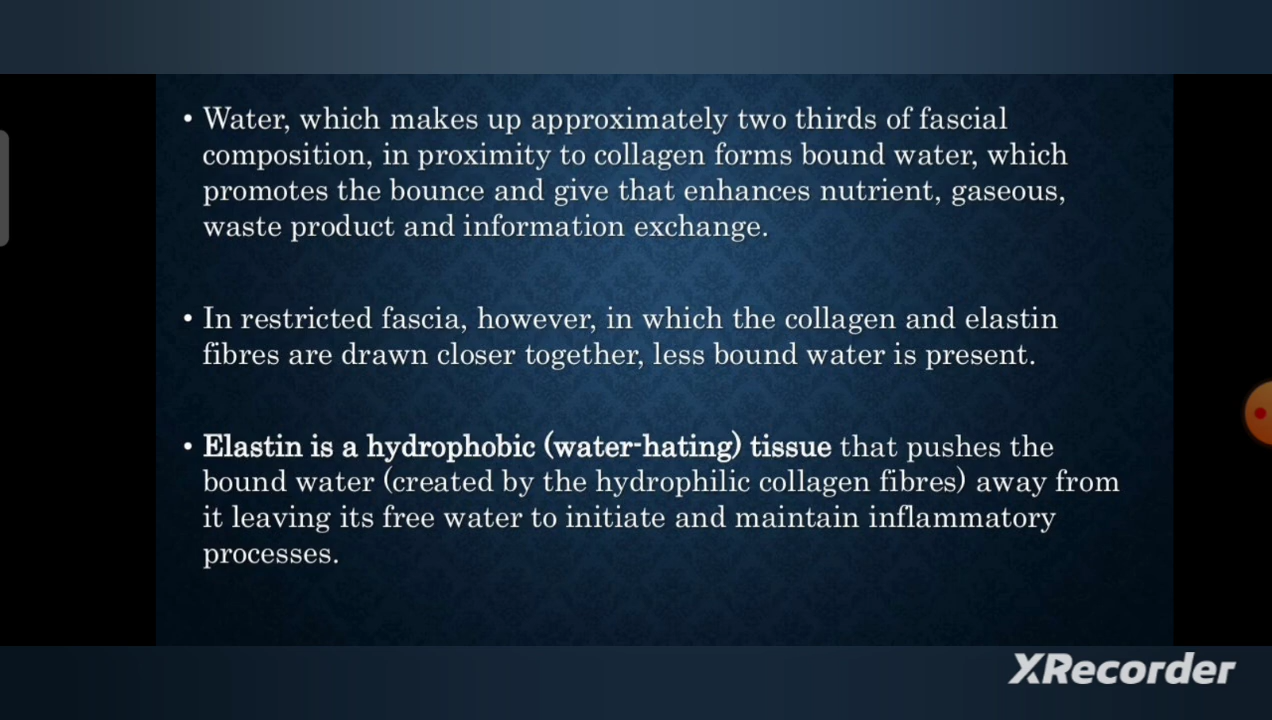 • Water, which makes up approximately two thirds of fascial
composition, in proximity to collagen forms bound water, which
promotes the bounce and give that enhances nutrient, gaseous,
waste product and information exchange.
• In restricted fascia, however, in which the collagen and elastin
fibres are drawn closer together, less bound water is present.
• Elastin is a hydrophobic (water-hating) tissue that pushes the
bound water (created by the hydrophilic collagen fibres) away from
it leaving its free water to initiate and maintain inflammatory
processes.
XRecorder